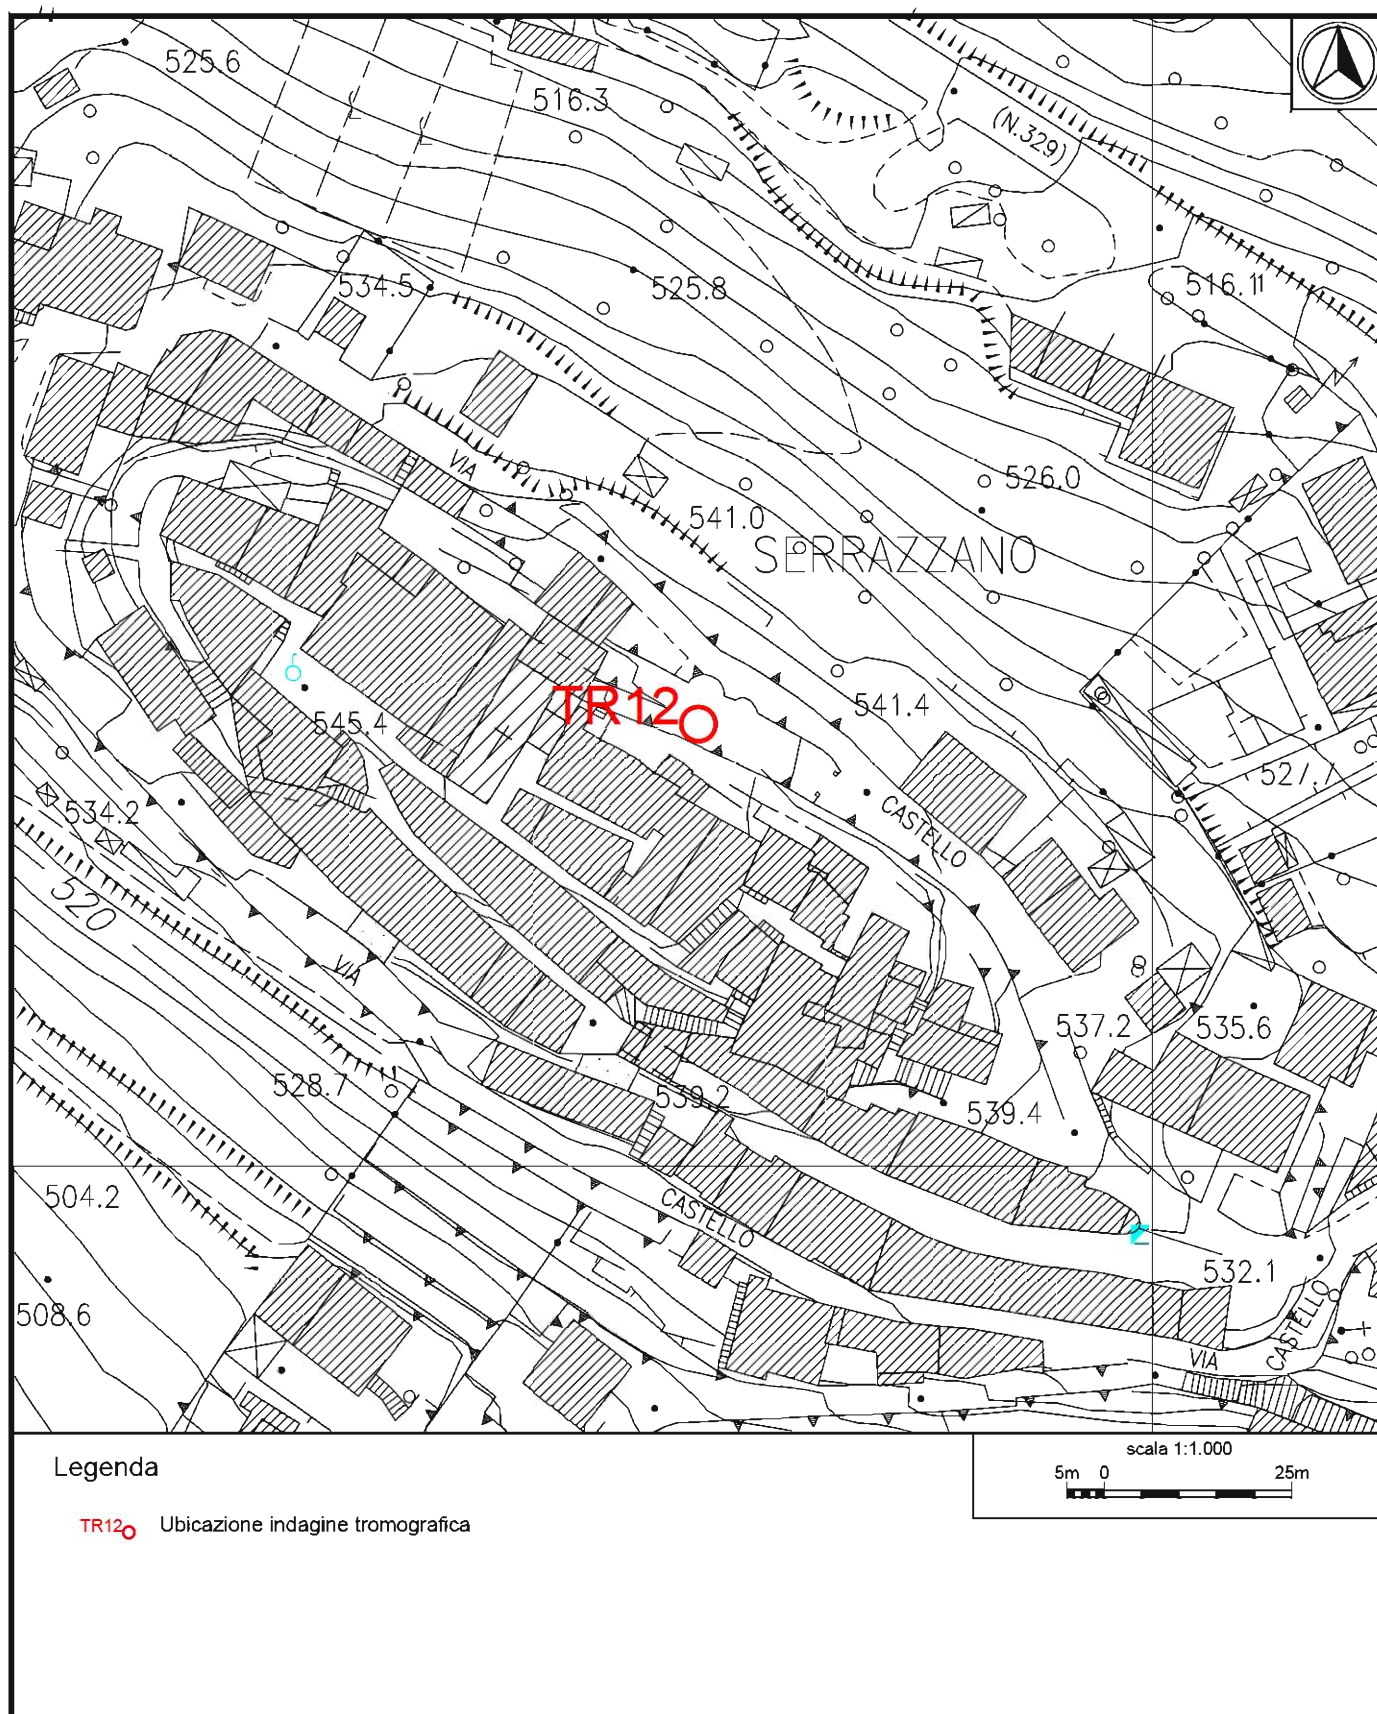 525.6
516.3
(N.329)
534.5
525.8
516.11
VIA
526.0
541.0
SERRAZZANO
TR12
541.4
545.4
527.7
534.2
CASTELLO
520
VIA
537.2
535.6
528.7
539.2
539.4
504.2
CASTELLO
532.1
508.6
CASTELLO
VIA
Legenda
TR12 Ubicazione indagine tromografica
scala 1:1.000
5m 0 25m